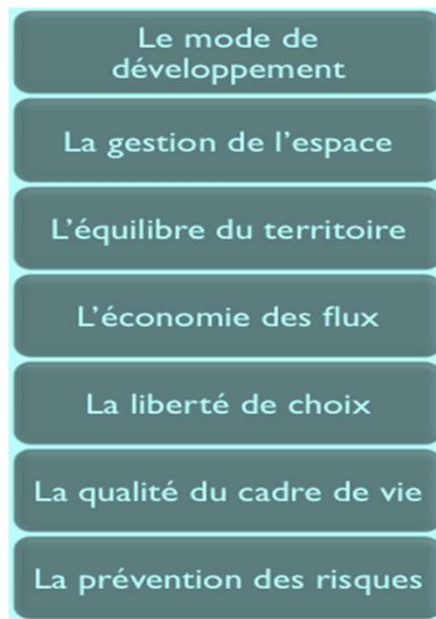 Le mode de
développement
La gestion de l'espace
L'équilibre du territoire
L'économie des flux
La liberté de choix
La qualité du cadre de vie
La prévention des risques